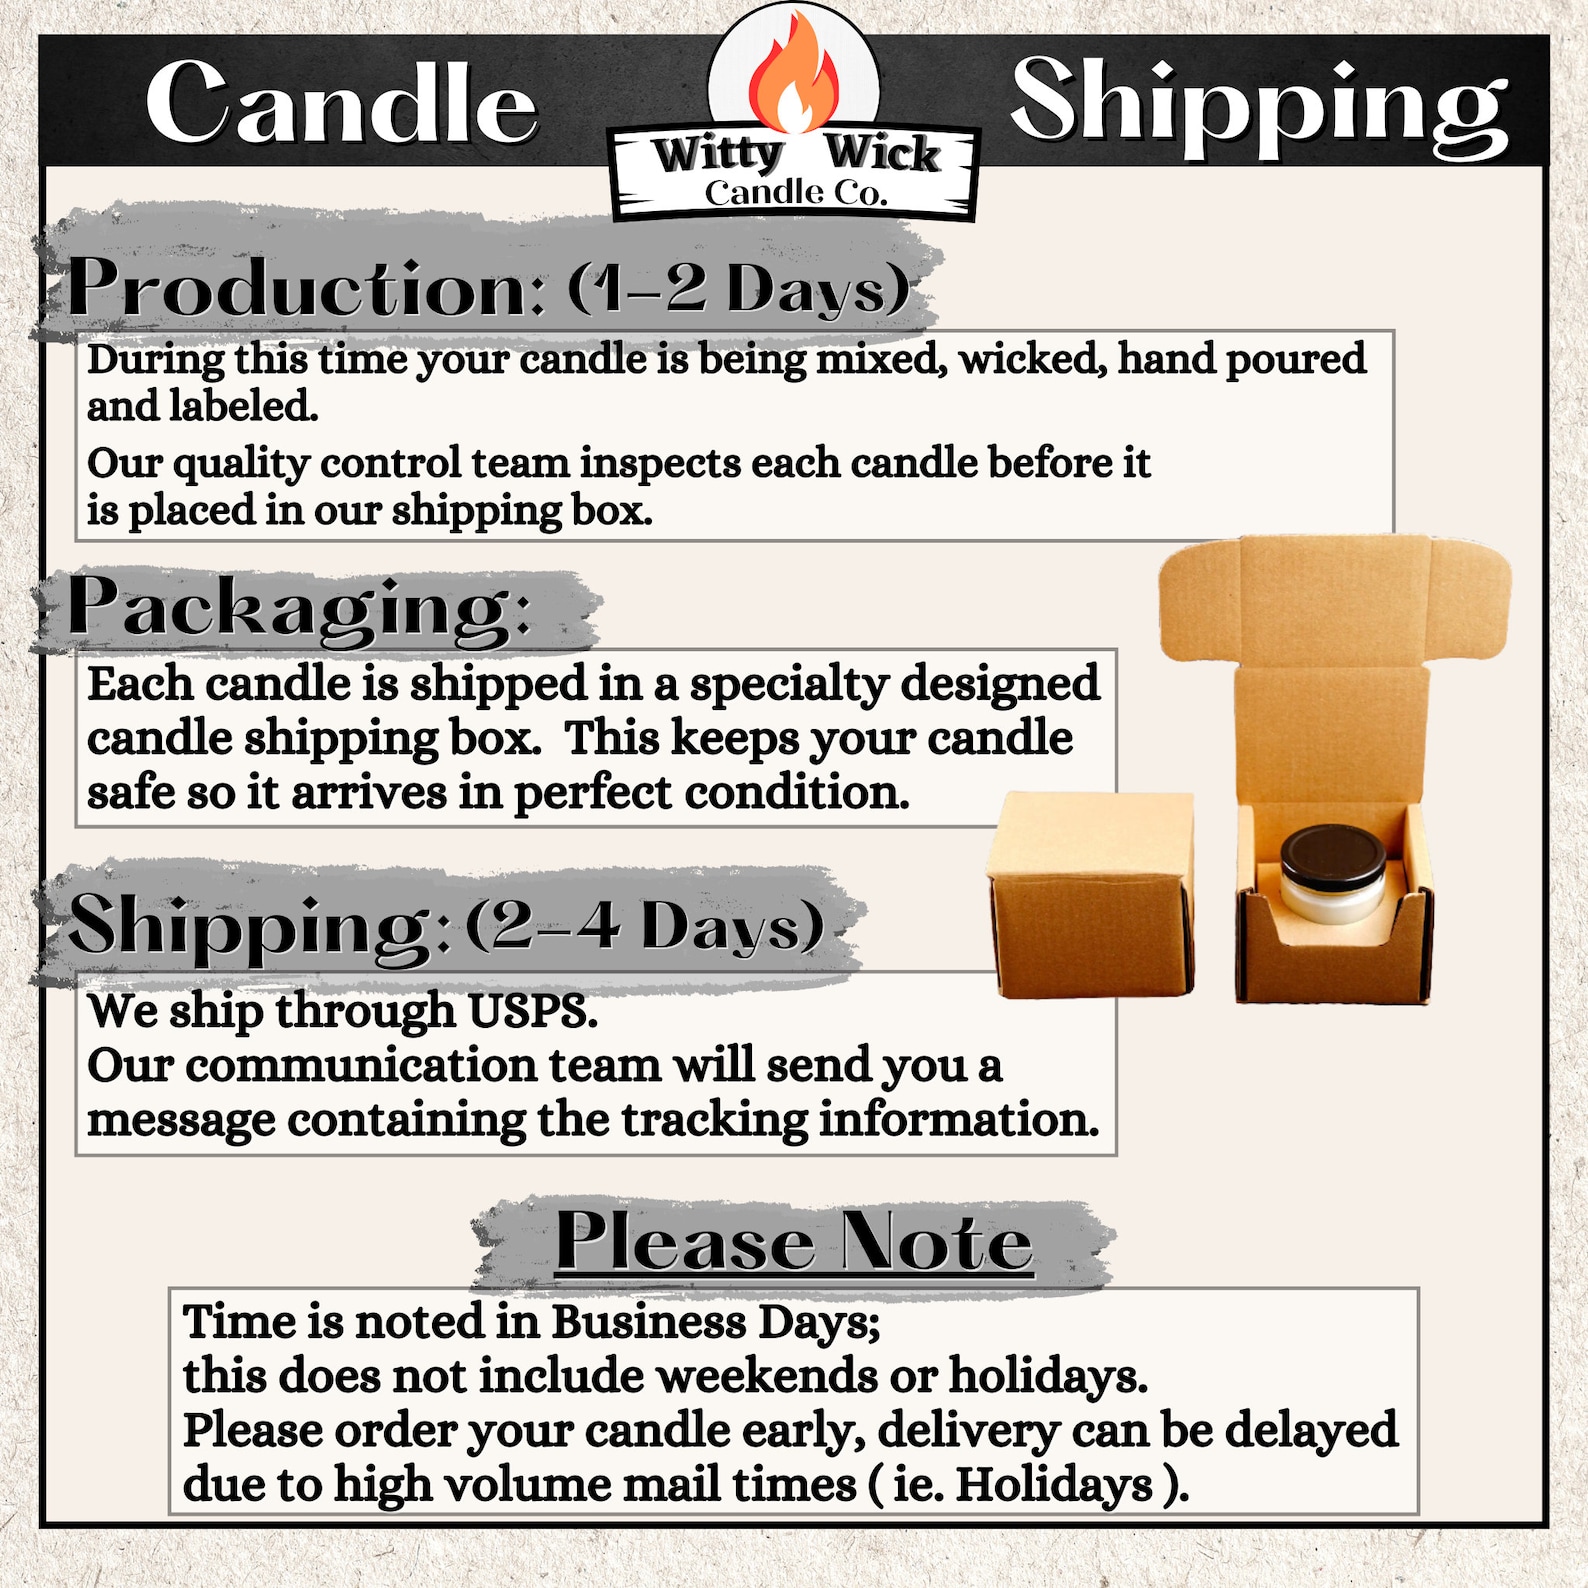 Candle Shipping
Witty Wick
Candle Co.
Production: (1-2 Days)
During this time your candle is being mixed, wicked, hand poured
and labeled.
Our quality control team inspects each candle before it
is placed in our shipping box.
Packaging:
Each candle is shipped in a specialty designed
candle shipping box. This keeps your candle
safe so it arrives in perfect condition.
Shipping: (2-4 Days)
We ship through USPS.
Our communication team will send you a
message containing the tracking information.
Please Note
Time is noted in Business Days;
this does not include weekends or holidays.
Please order your candle early, delivery can be delayed
due to high volume mail times ( ie. Holidays ).